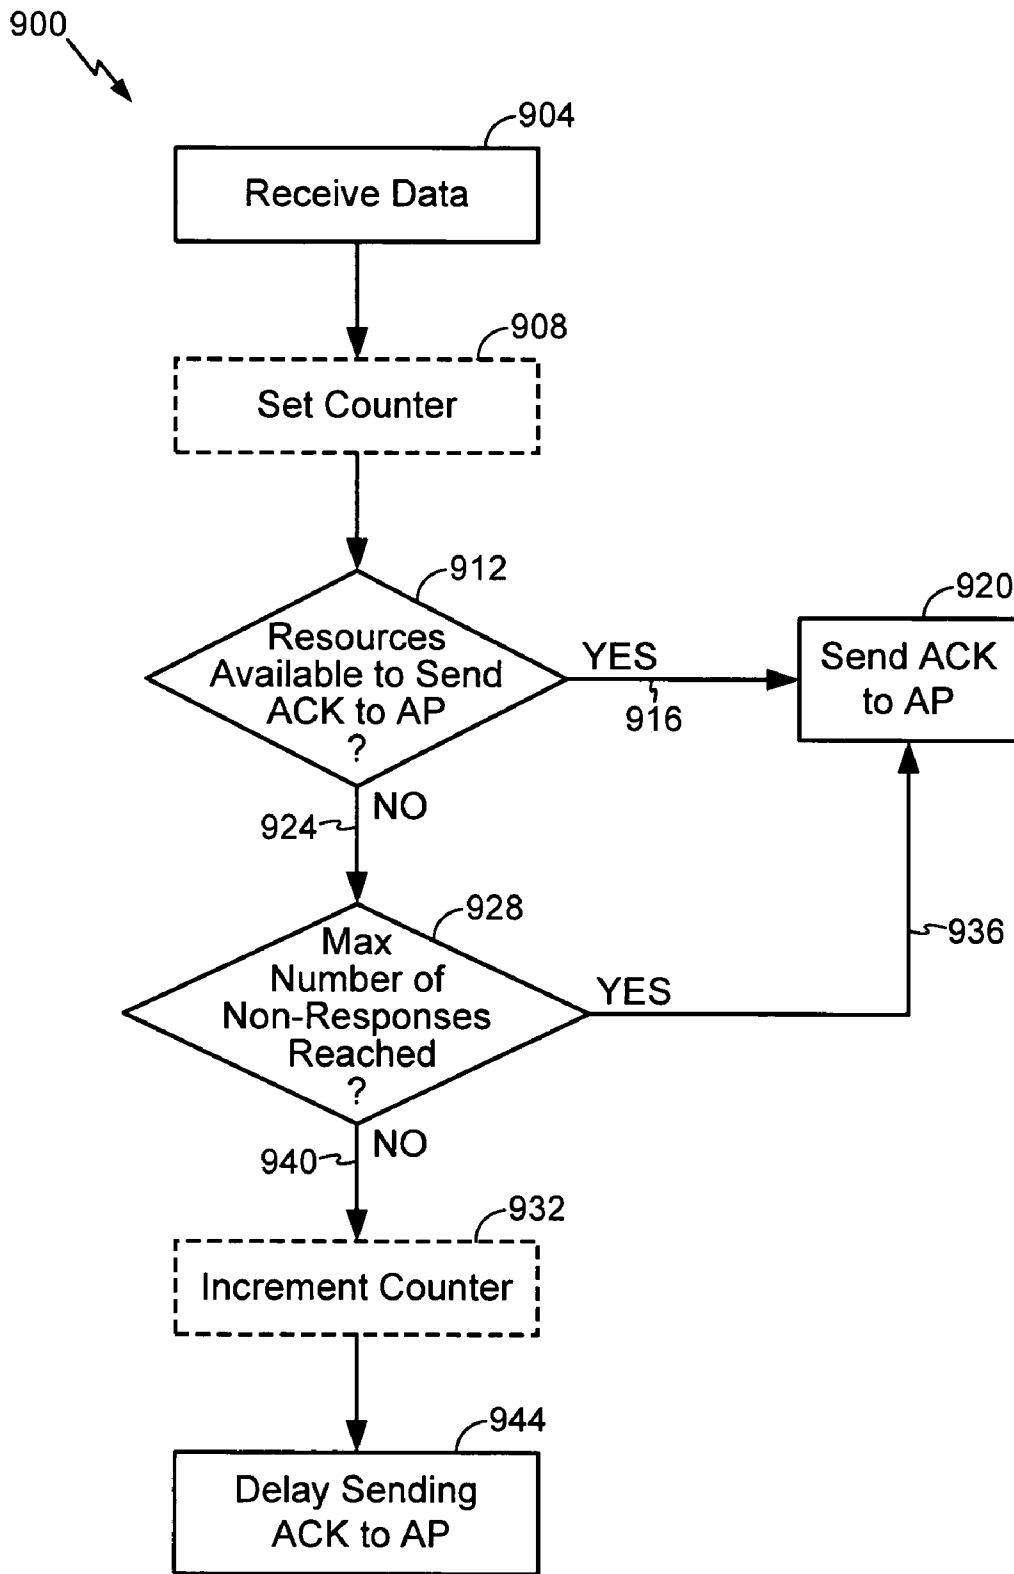 900
904
Receive Data
908
Set Counter
912
Resources
Available to Send
ACK to AP
?
YES
916
920
Send ACK
to AP
NO
924
928
Max
Number of
Non-Responses
Reached
?
YES
936
NO
940
932
Increment Counter
944
Delay Sending
ACK to AP